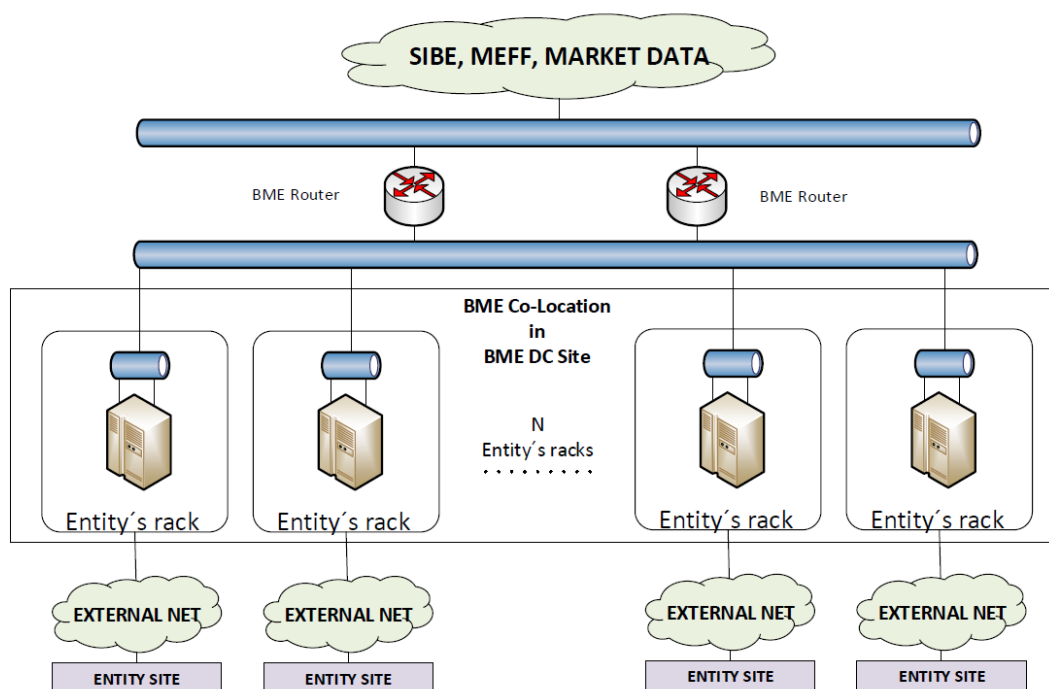 SIBE, MEFF, MARKET DATA
BME Router
BME Router
BME Co-Location
in
BME DC Site
N
Entity´s racks
Entity´s rack
Entity´s rack
Entity´s rack
Entity´s rack
EXTERNAL NET
EXTERNAL NET
EXTERNAL NET
EXTERNAL NET
ENTITY SITE
ENTITY SITE
ENTITY SITE
ENTITY SITE